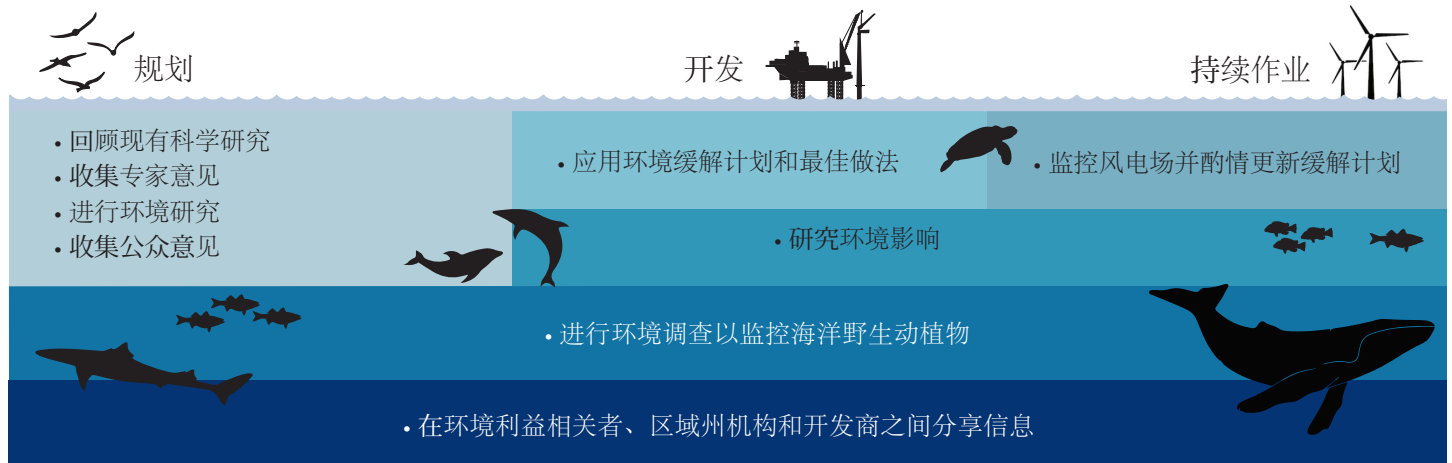 规划
开发
持续作业
• 回顾现有科学研究
• 收集专家意见
• 进行环境研究
• 收集公众意见
• 应用环境缓解计划和最佳做法
• 监控风电场并酌情更新缓解计划
• 研究环境影响
• 进行环境调查以监控海洋野生动植物
• 在环境利益相关者、区域州机构和开发商之间分享信息